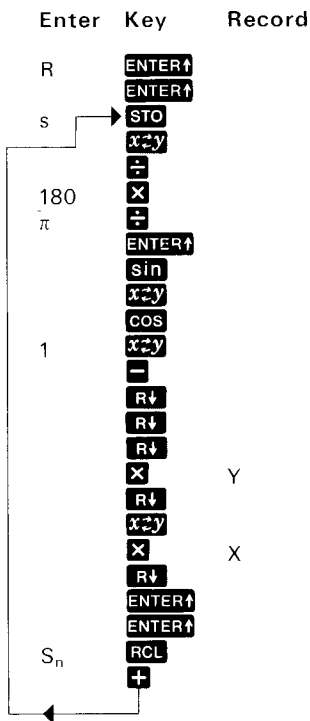 Enter Key Record
R ENTER↑
ENTER↑
s STO
x⇄y
÷
180 ×
π ÷
ENTER↑
sin
x⇄y
cos
1 x⇄y
−
R↓
R↓
R↓
× Y
R↓
x⇄y
× X
R↓
ENTER↑
ENTER↑
Sn RCL
+